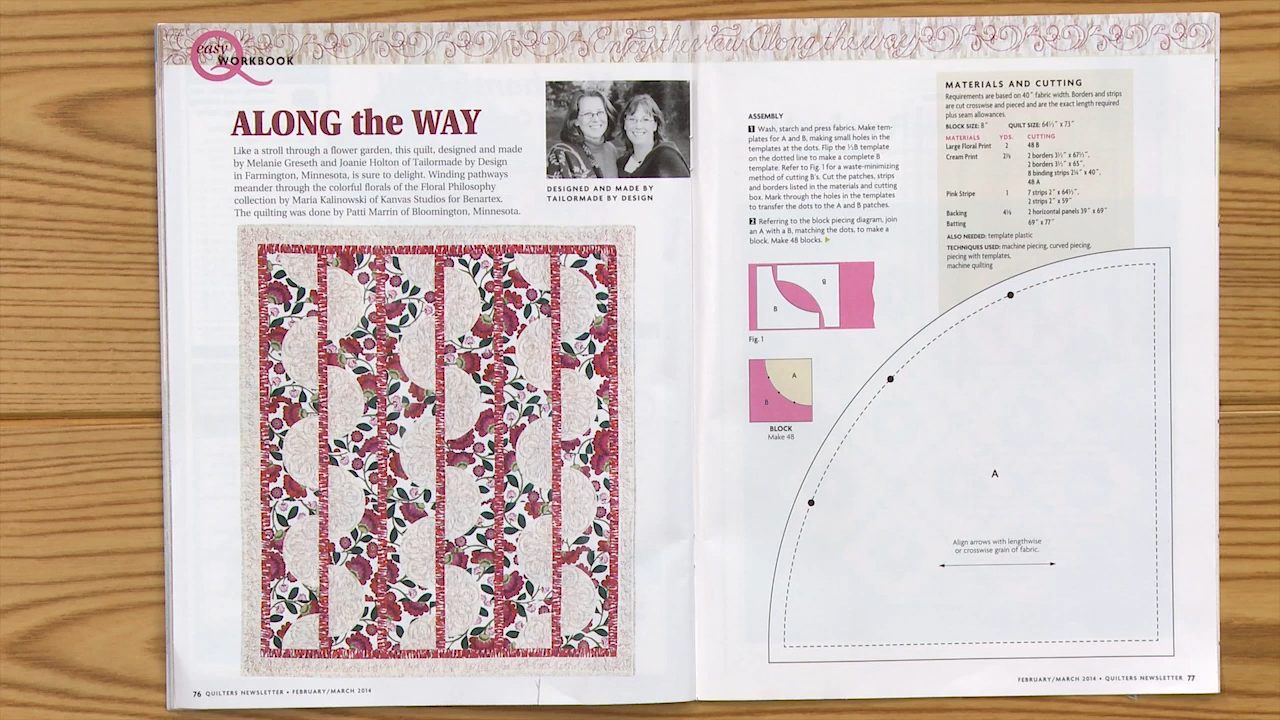 Enjoy the view Along the way
easy
Q
WORKBOOK
ALONG the WAY
Like a stroll through a flower garden, this quilt, designed and made
by Melanie Greseth and Joanie Holton of Tailormade by Design
in Farmington, Minnesota, is sure to delight. Winding pathways
meander through the colorful florals of the Floral Philosophy
collection by Maria Kalinowski of Kanvas Studios for Benartex.
The quilting was done by Patti Marrin of Bloomington, Minnesota.
DESIGNED AND MADE BY
TAILORMADE BY DESIGN
76 QUILTERS NEWSLETTER • FEBRUARY/MARCH 2014
ASSEMBLY
1 Wash, starch and press fabrics. Make tem-
plates for A and B, making small holes in the
templates at the dots. Flip the ½B template
on the dotted line to make a complete B
template. Refer to Fig. 1 for a waste-minimizing
method of cutting B's. Cut the patches, strips
and borders listed in the materials and cutting
box. Mark through the holes in the templates
to transfer the dots to the A and B patches.
2 Referring to the block piecing diagram, join
an A with a B, matching the dots, to make a
block. Make 48 blocks. ▶
B
B
Fig. 1
A
B
BLOCK
Make 48
MATERIALS AND CUTTING
Requirements are based on 40" fabric width. Borders and strips
are cut crosswise and pieced and are the exact length required
plus seam allowances.
BLOCK SIZE: 8" QUILT SIZE: 64½" x 75"
MATERIALS YDS. CUTTING
Large Floral Print 2 48 B
Cream Print 2⅞ 2 borders 3½" x 67½",
2 borders 3½" x 65",
8 binding strips 2¼" x 40",
48 A
Pink Stripe 1 7 strips 2" x 64½",
2 strips 2" x 59"
Backing 4⅛ 2 horizontal panels 39" x 69"
Batting 69" x 77"
ALSO NEEDED: template plastic
TECHNIQUES USED: machine piecing, curved piecing,
piecing with templates,
machine quilting
A
Align arrows with lengthwise
or crosswise grain of fabric.
FEBRUARY/MARCH 2014 • QUILTERS NEWSLETTER 77